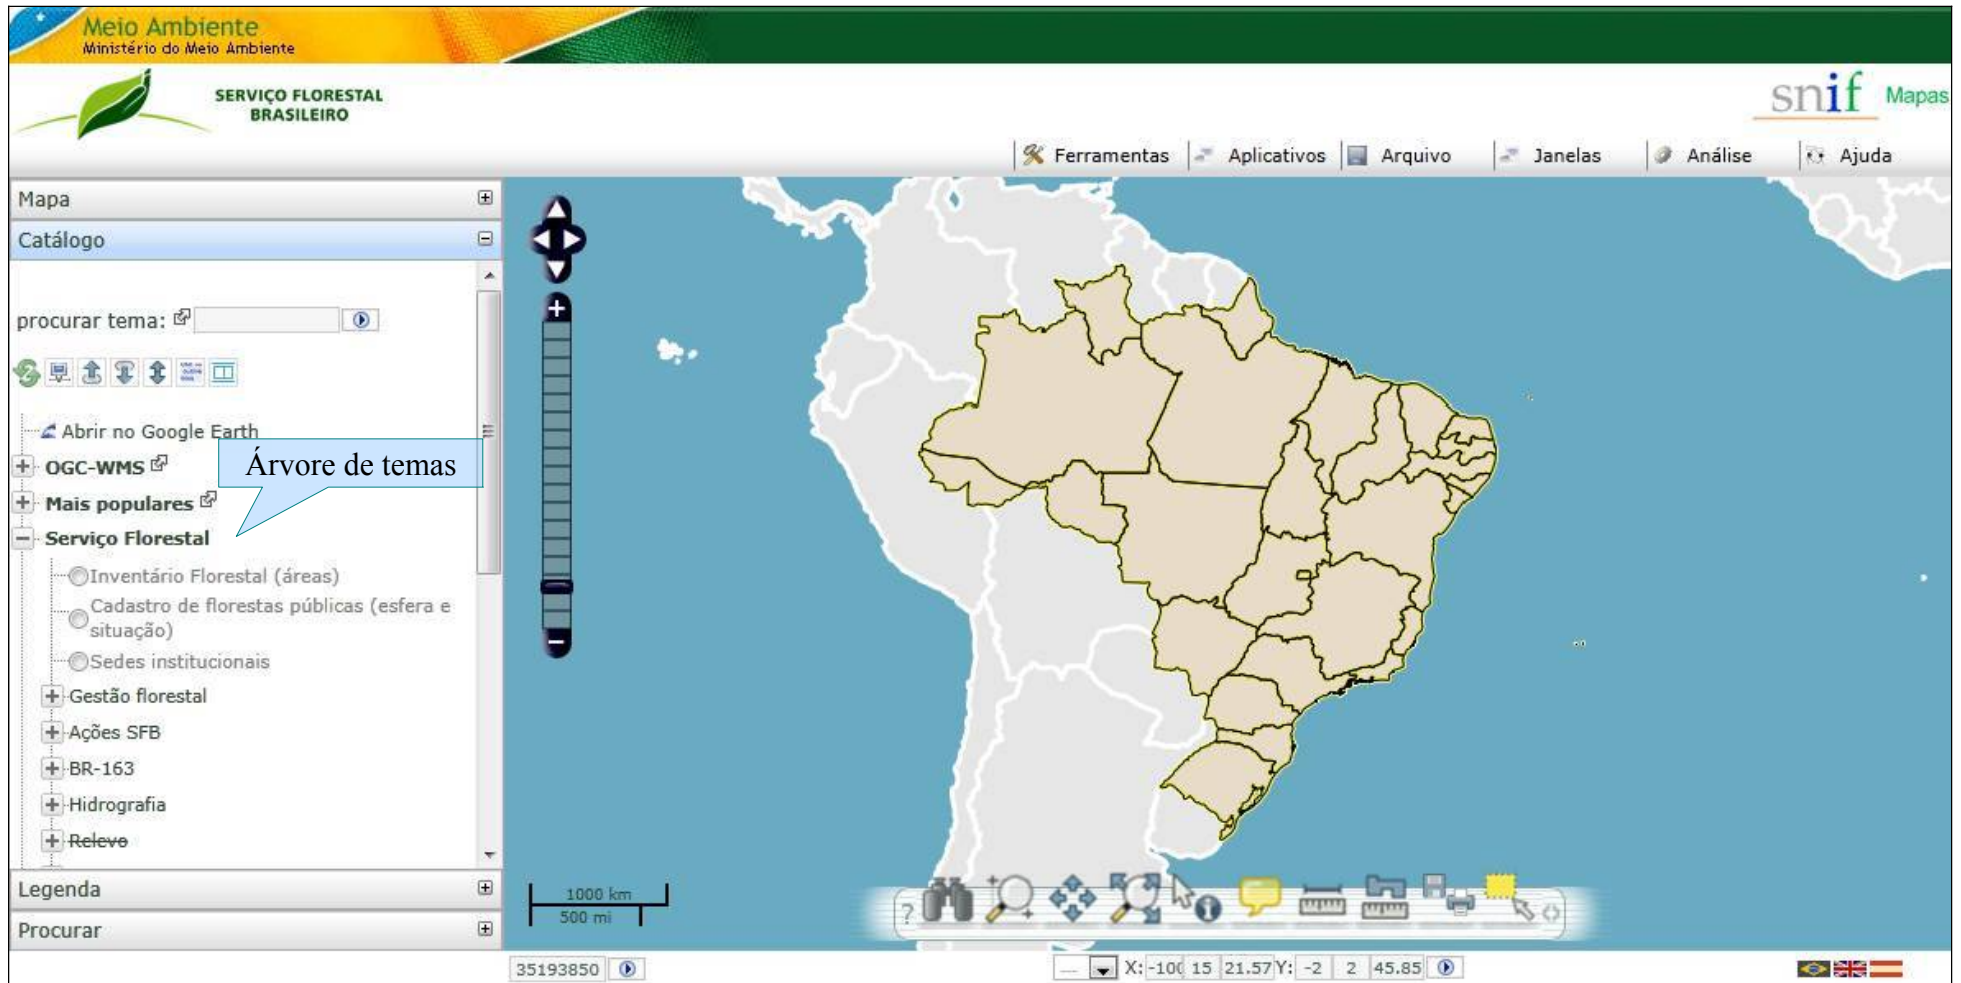 Meio Ambiente
Ministério do Meio Ambiente
SERVIÇO FLORESTAL
BRASILEIRO
snif Mapas
Ferramentas Aplicativos Arquivo Janelas Análise Ajuda
Mapa
Catálogo
procurar tema:
Abrir no Google Earth
OGC-WMS
Árvore de temas
Mais populares
Serviço Florestal
Inventário Florestal (áreas)
Cadastro de florestas públicas (esfera e
situação)
Sedes institucionais
Gestão florestal
Ações SFB
BR-163
Hidrografia
Relevo
Legenda
Procurar
1000 km
500 mi
?
35193850
--- X: -100 15 21.57 Y: -2 2 45.85